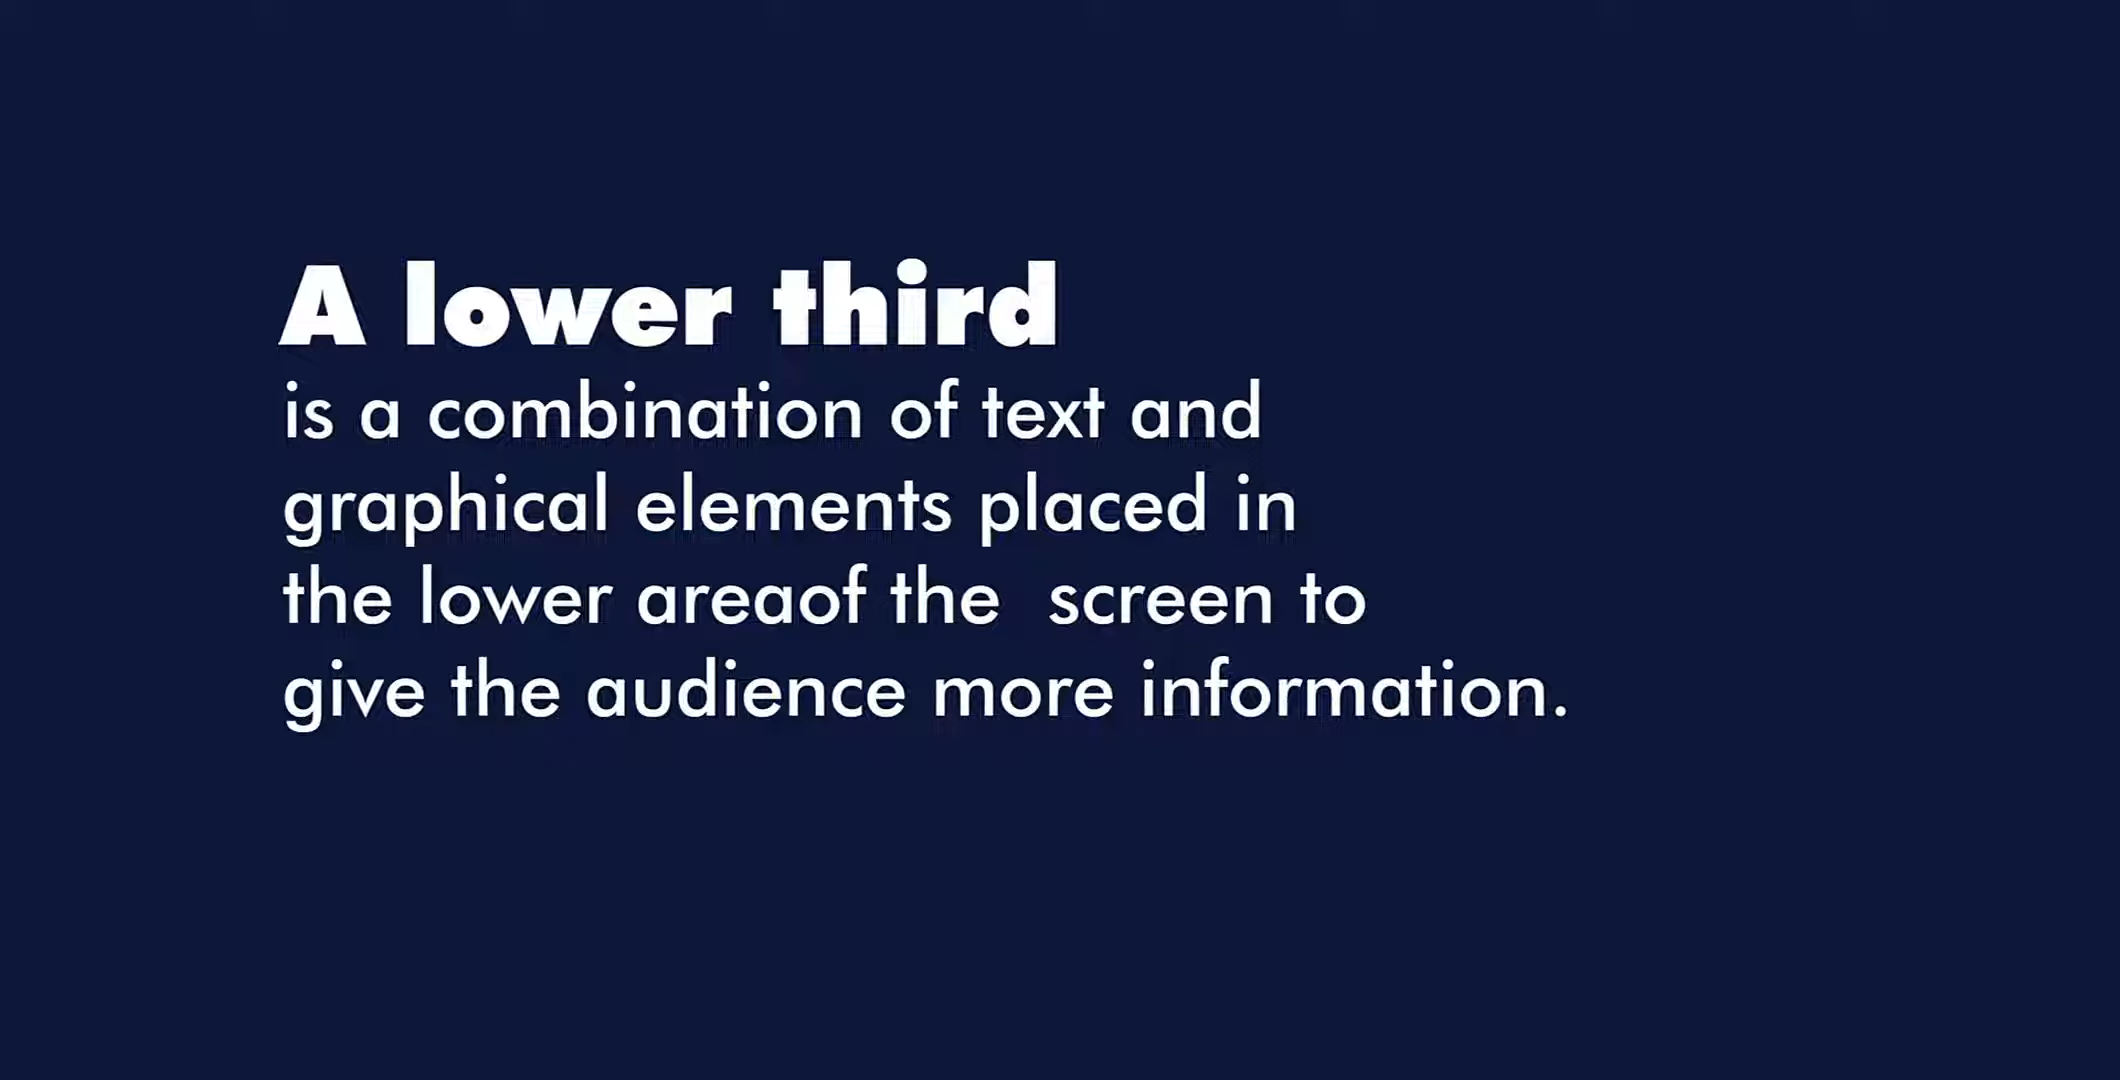 A lower third
is a combination of text and
graphical elements placed in
the lower areaof the  screen to
give the audience more information.